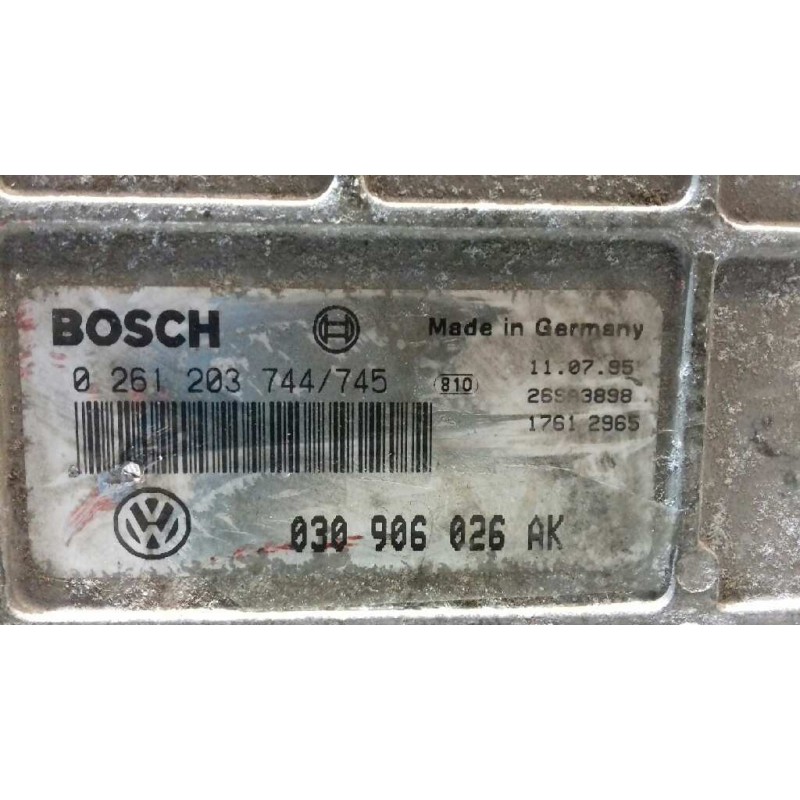 BOSCH
Made in Germany
0 261 203 744/745
810
11.07.95
26SA3898
1761 2965
030 906 026 AK